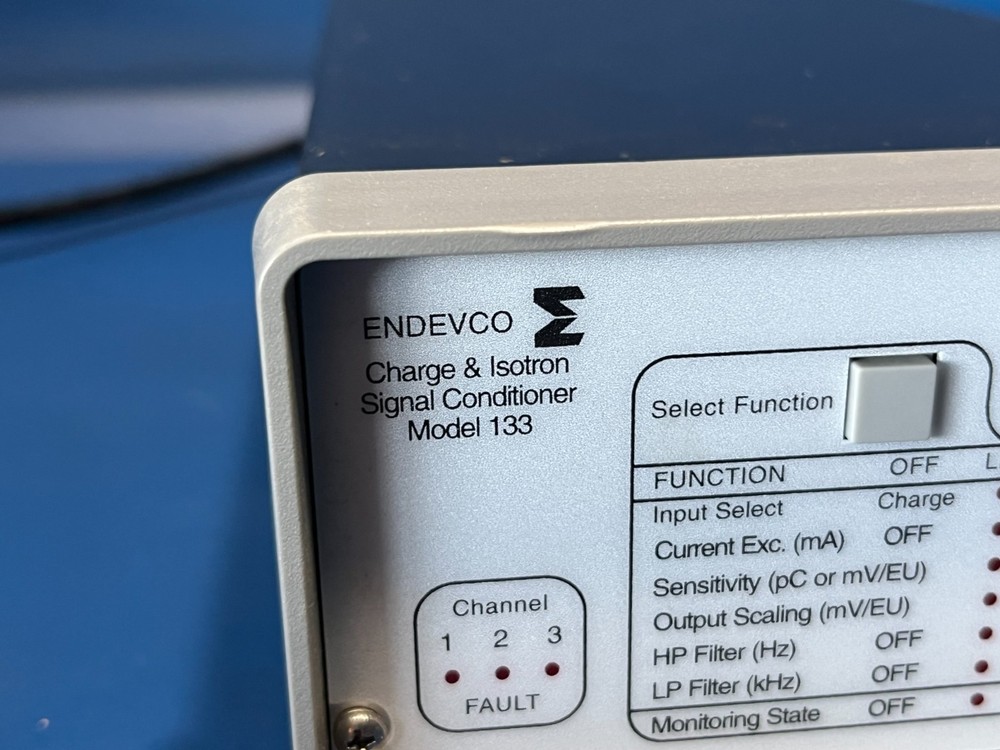 ENDEVCO
Charge & Isotron
Signal Conditioner
Model 133
Select Function
FUNCTION OFF L
Input Select Charge
Current Exc. (mA) OFF
Sensitivity (pC or mV/EU)
Output Scaling (mV/EU)
HP Filter (Hz) OFF
LP Filter (kHz) OFF
Monitoring State OFF
Channel
1 2 3
FAULT